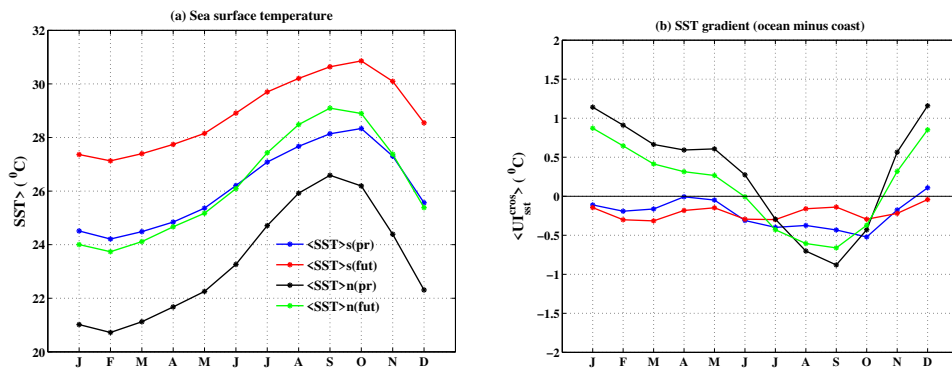 (a) Sea surface temperature
SST> ( ⁰C)
32
30
28
26
24
22
20
J F M A M J J A S O N D
<SST>s(pr)
<SST>s(fut)
<SST>n(pr)
<SST>n(fut)
(b) SST gradient (ocean minus coast)
<UI^cros_sst> ( ⁰C)
2
1.5
1
0.5
0
−0.5
−1
−1.5
−2
J F M A M J J A S O N D